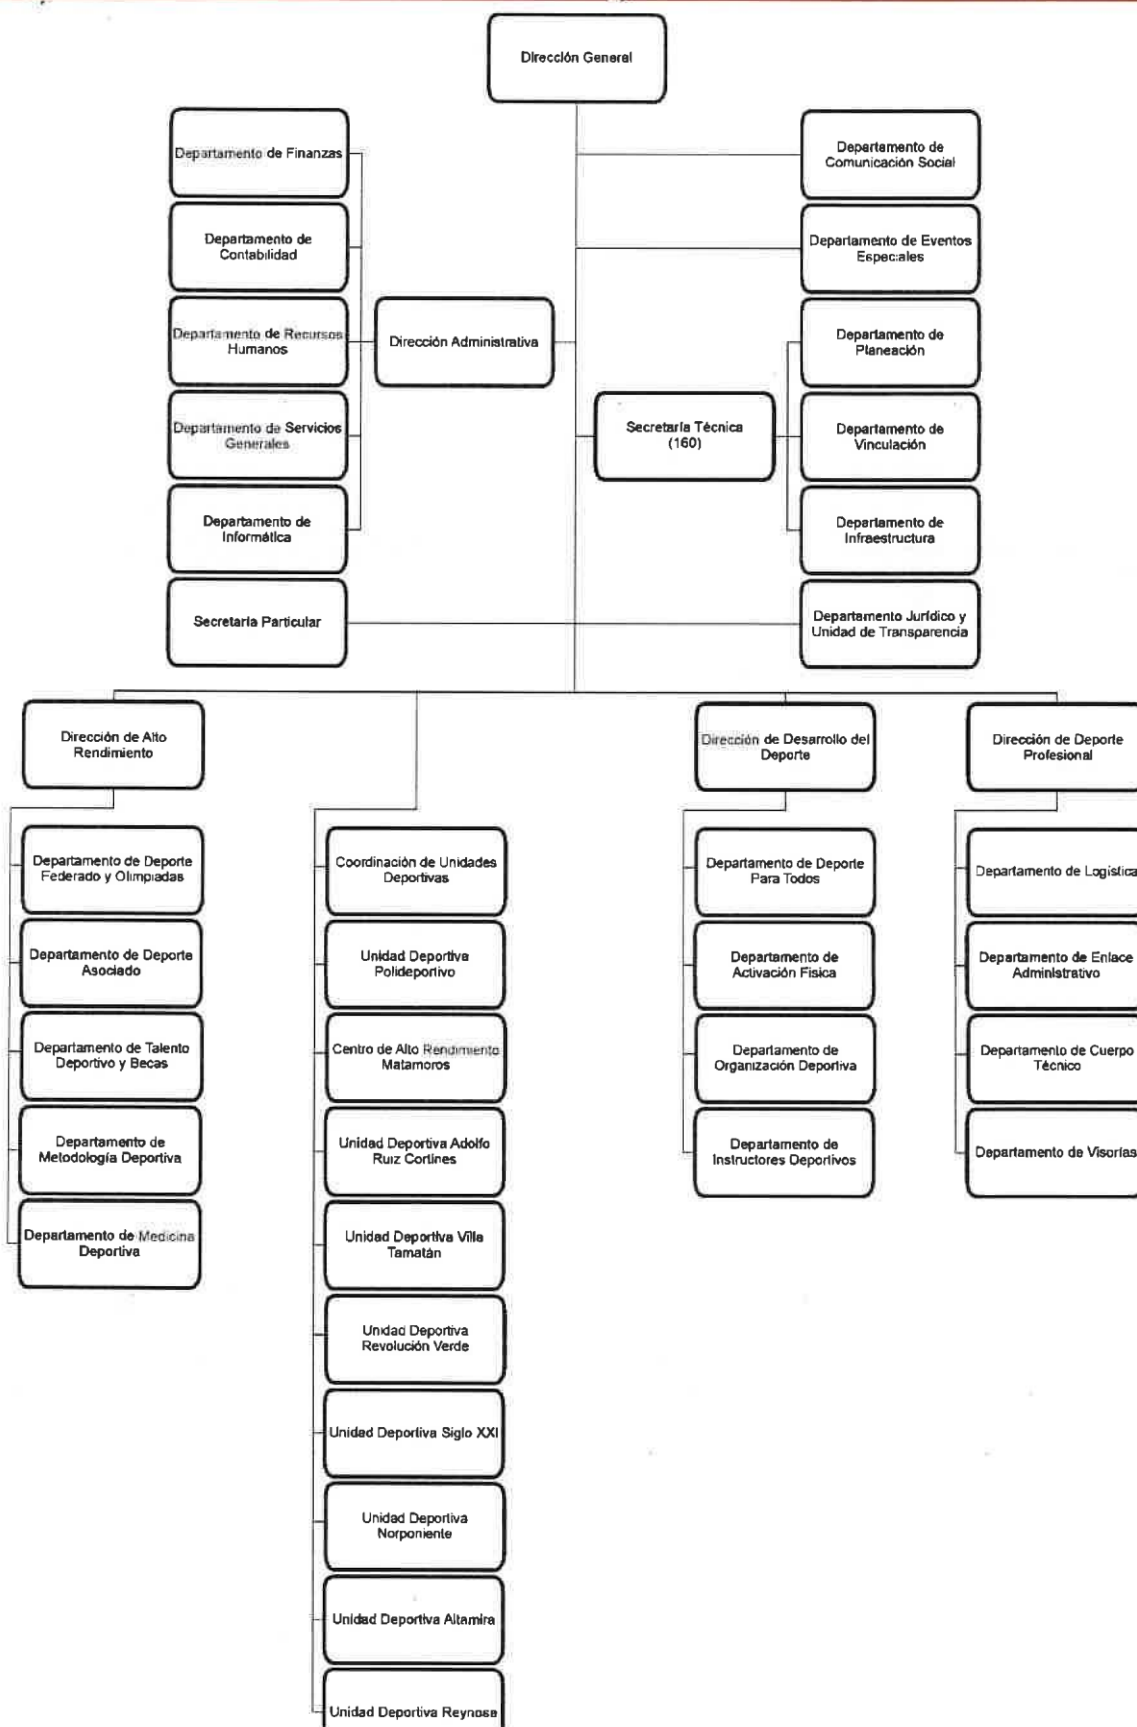 Dirección General
Departamento de Finanzas
Departamento de
Contabilidad
Departamento de Recursos
Humanos
Departamento de Servicios
Generales
Departamento de
Informática
Secretaría Particular
Dirección Administrativa
Departamento de
Comunicación Social
Departamento de Eventos
Especiales
Secretaría Técnica
(160)
Departamento de
Planeación
Departamento de
Vinculación
Departamento de
Infraestructura
Departamento Jurídico y
Unidad de Transparencia
Dirección de Alto
Rendimiento
Departamento de Deporte
Federado y Olimpiadas
Departamento de Deporte
Asociado
Departamento de Talento
Deportivo y Becas
Departamento de
Metodología Deportiva
Departamento de Medicina
Deportiva
Coordinación de Unidades
Deportivas
Unidad Deportiva
Polideportivo
Centro de Alto Rendimiento
Matamoros
Unidad Deportiva Adolfo
Ruiz Cortines
Unidad Deportiva Villa
Tamatán
Unidad Deportiva
Revolución Verde
Unidad Deportiva Siglo XXI
Unidad Deportiva
Norponiente
Unidad Deportiva Altamira
Unidad Deportiva Reynosa
Dirección de Desarrollo del
Deporte
Departamento de Deporte
Para Todos
Departamento de
Activación Física
Departamento de
Organización Deportiva
Departamento de
Instructores Deportivos
Dirección de Deporte
Profesional
Departamento de Logística
Departamento de Enlace
Administrativo
Departamento de Cuerpo
Técnico
Departamento de Visorías